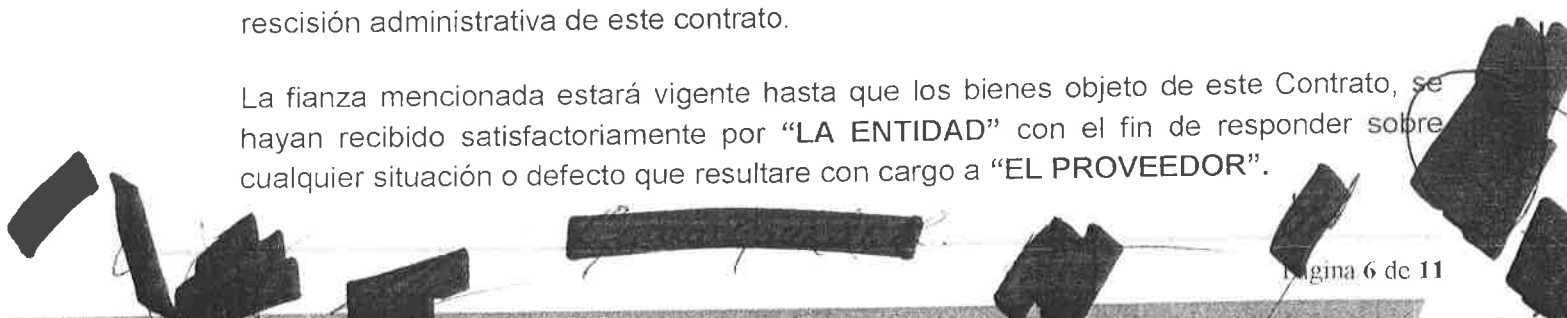 rescisión administrativa de este contrato.
La fianza mencionada estará vigente hasta que los bienes objeto de este Contrato, se
hayan recibido satisfactoriamente por “LA ENTIDAD” con el fin de responder sobre
cualquier situación o defecto que resultare con cargo a “EL PROVEEDOR”.
Página 6 de 11